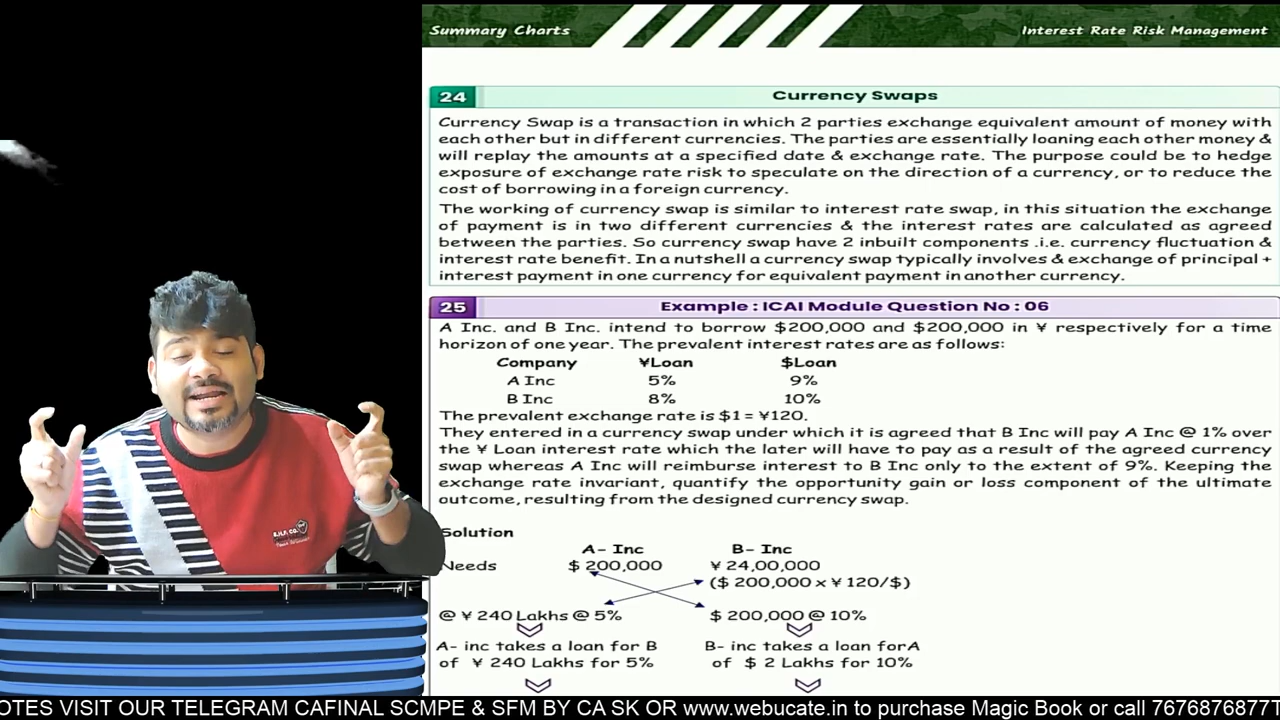 Summary Charts
Interest Rate Risk Management
24
Currency Swaps
Currency Swap is a transaction in which 2 parties exchange equivalent amount of money with
each other but in different currencies. The parties are essentially loaning each other money &
will replay the amounts at a specified date & exchange rate. The purpose could be to hedge
exposure of exchange rate risk to speculate on the direction of a currency, or to reduce the
cost of borrowing in a foreign currency.
The working of currency swap is similar to interest rate swap, in this situation the exchange
of payment is in two different currencies & the interest rates are calculated as agreed
between the parties. So currency swap have 2 inbuilt components .i.e. currency fluctuation &
interest rate benefit. In a nutshell a currency swap typically involves & exchange of principal +
interest payment in one currency for equivalent payment in another currency.
25
Example : ICAI Module Question No : 06
A Inc. and B Inc. intend to borrow $200,000 and $200,000 in ¥ respectively for a time
horizon of one year. The prevalent interest rates are as follows:
Company ¥Loan $Loan
A Inc 5% 9%
B Inc 8% 10%
The prevalent exchange rate is $1 = ¥120.
They entered in a currency swap under which it is agreed that B Inc will pay A Inc @ 1% over
the ¥ Loan interest rate which the later will have to pay as a result of the agreed currency
swap whereas A Inc will reimburse interest to B Inc only to the extent of 9%. Keeping the
exchange rate invariant, quantify the opportunity gain or loss component of the ultimate
outcome, resulting from the designed currency swap.
Solution
A- Inc B- Inc
Needs $ 200,000 ¥ 24,00,000
($ 200,000 x ¥ 120/$)
@ ¥ 240 Lakhs @ 5% $ 200,000 @ 10%
A- inc takes a loan for B B- inc takes a loan for A
of ¥ 240 Lakhs for 5% of $ 2 Lakhs for 10%
OTES VISIT OUR TELEGRAM CAFINAL SCMPE & SFM BY CA SK OR www.webucate.in to purchase Magic Book or call 76768768771